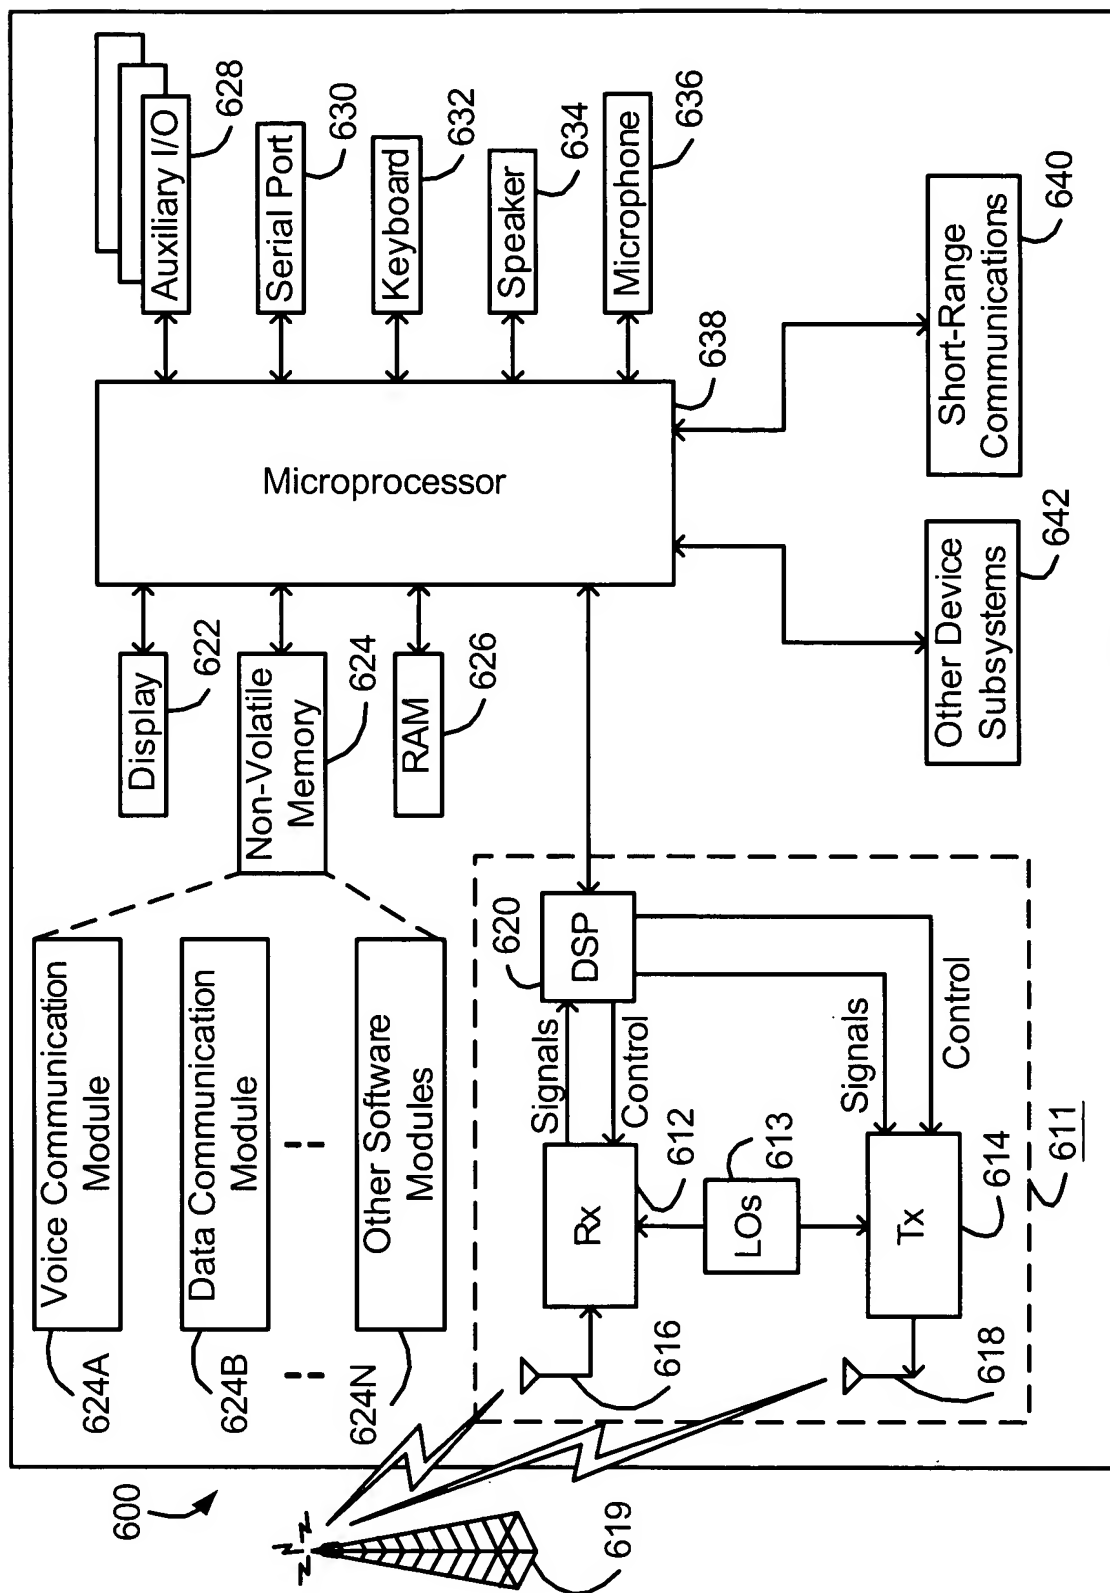 600
619
624A
Voice Communication
Module
624B
Data Communication
Module
624N
Other Software
Modules
Display
622
Non-Volatile
Memory
624
RAM
626
Microprocessor
638
Auxiliary I/O
628
Serial Port
630
Keyboard
632
Speaker
634
Microphone
636
616
Rx
612
Signals
Control
620
DSP
LOs
613
618
Tx
614
Signals
Control
611
Other Device
Subsystems
642
Short-Range
Communications
640